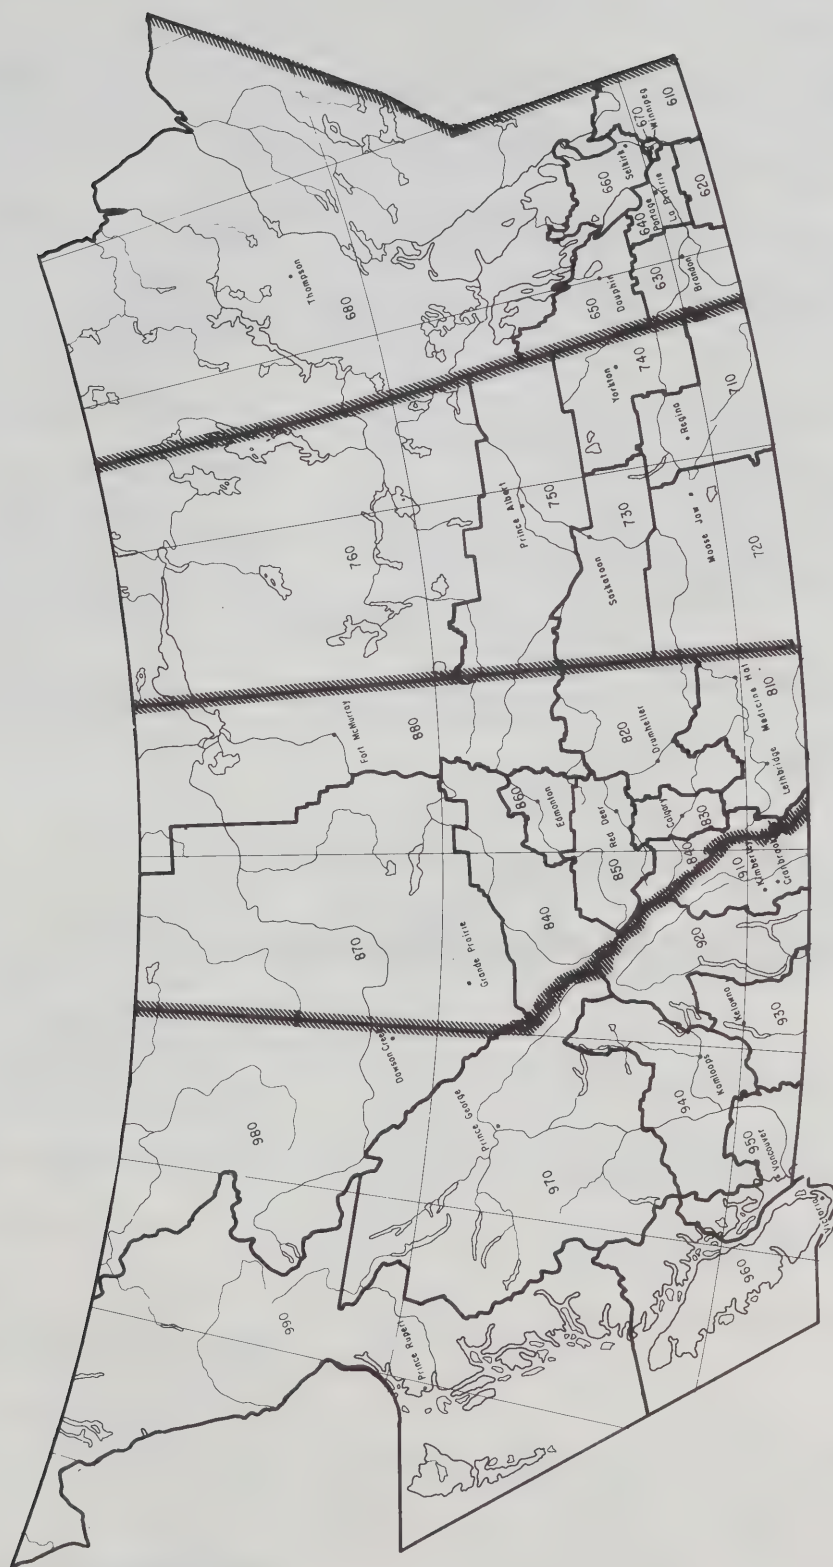 990
Prince Rupert
960
Victoria
980
Dawson Creek
970
Prince George
940
Kamloops
950
Vancouver
930
Kelowna
920
910
Kimberley
Cranbrook
870
Grande Prairie
840
850
Red Deer
860
Edmonton
840
830
Calgary
880
Fort McMurray
820
Drumheller
810
Lethbridge
Medicine Hat
760
750
Prince Albert
730
Saskatoon
720
Moose Jaw
740
Yorkton
Regina
710
680
Thompson
650
Dauphin
630
Brandon
640
Portage
La Prairie
660
Selkirk
670
Winnipeg
620
610